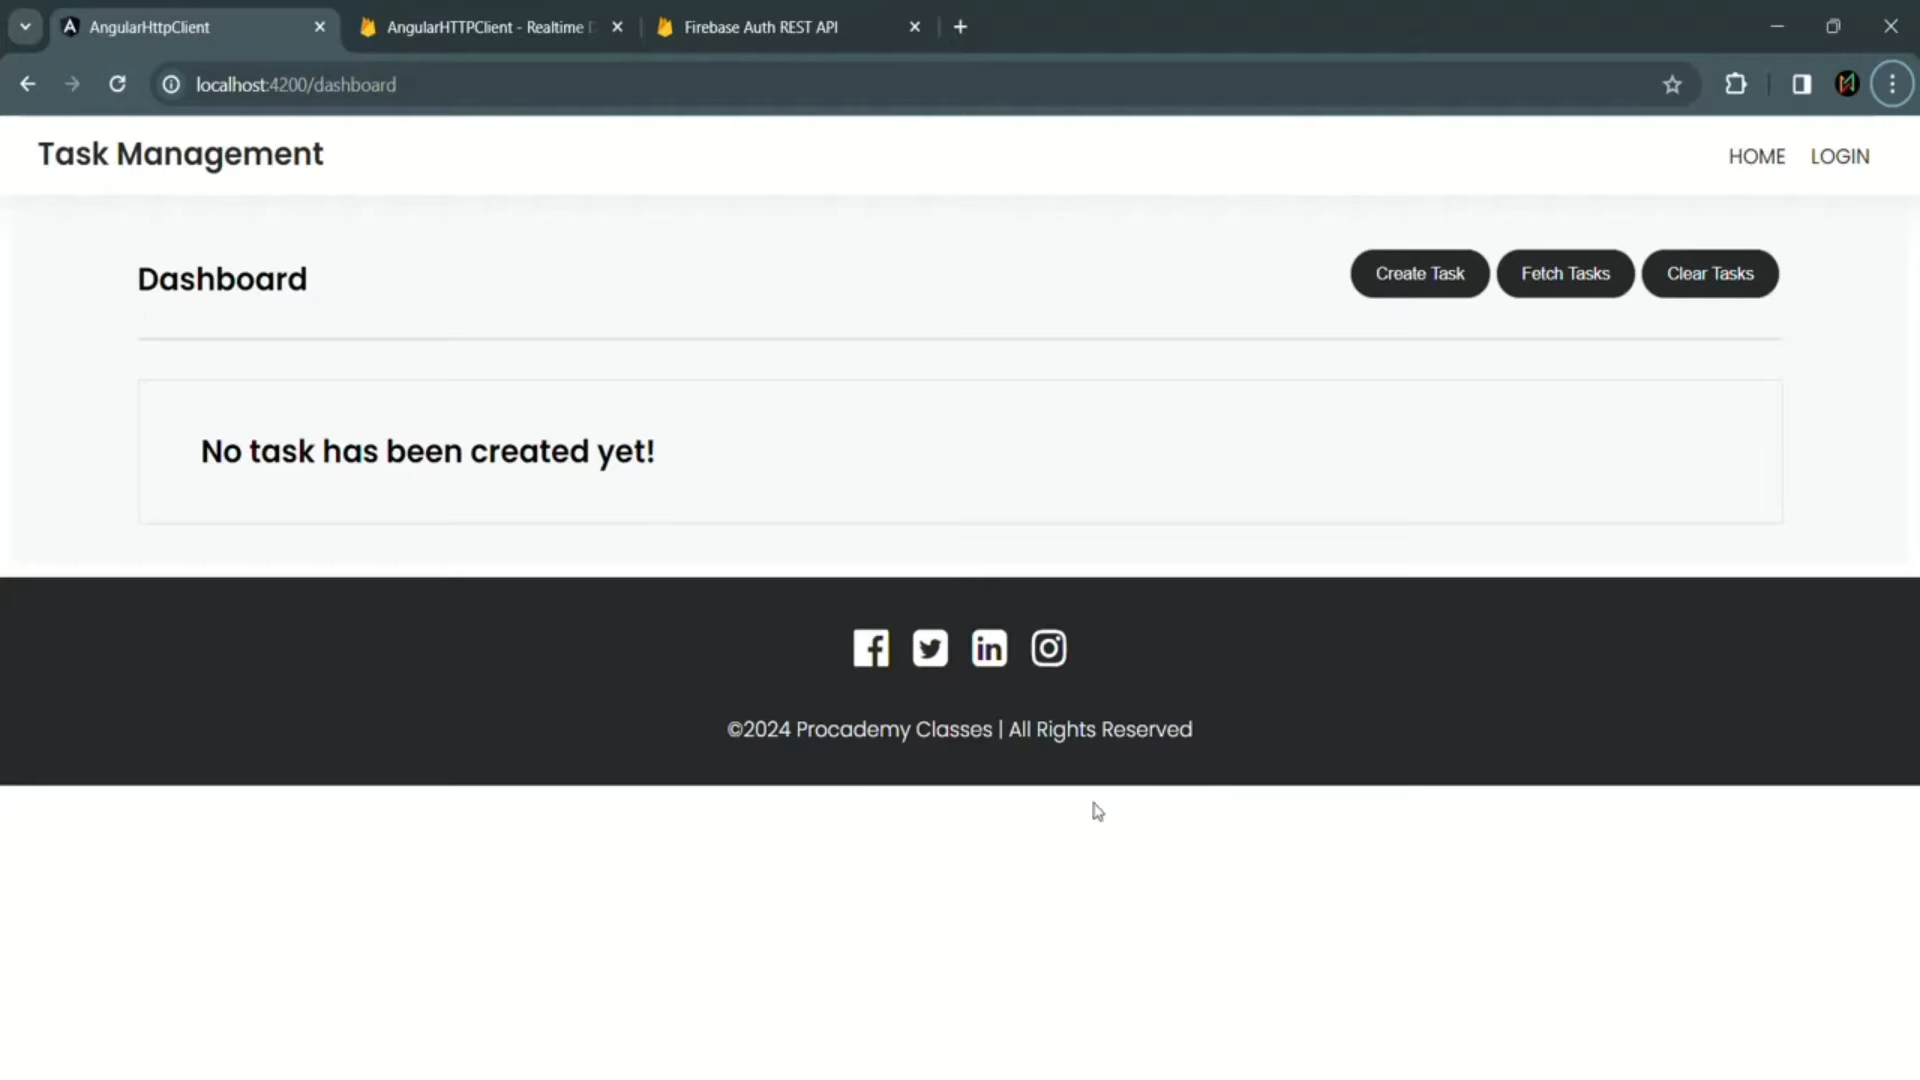 AngularHttpClient
AngularHTTPClient - Realtime
Firebase Auth REST API
localhost:4200/dashboard
Task Management
HOME
LOGIN
Dashboard
Create Task
Fetch Tasks
Clear Tasks
No task has been created yet!
©2024 Procademy Classes | All Rights Reserved